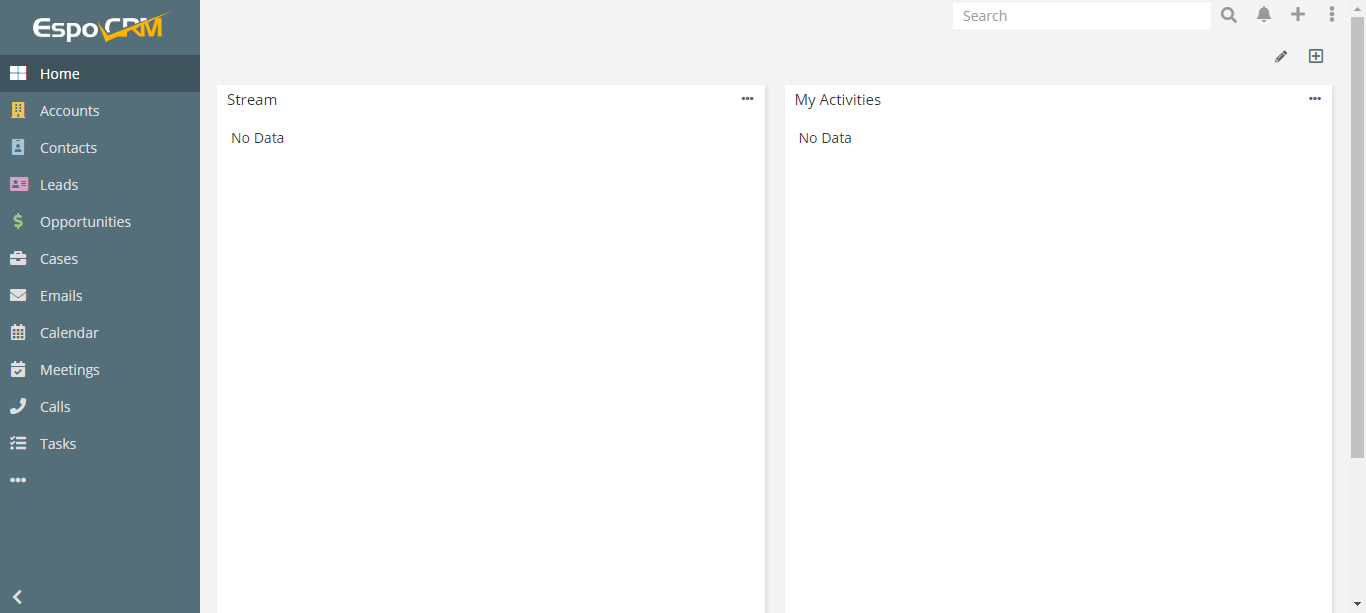 EspoCRM
Search
Home
Accounts
Contacts
Leads
Opportunities
Cases
Emails
Calendar
Meetings
Calls
Tasks
Stream
No Data
My Activities
No Data